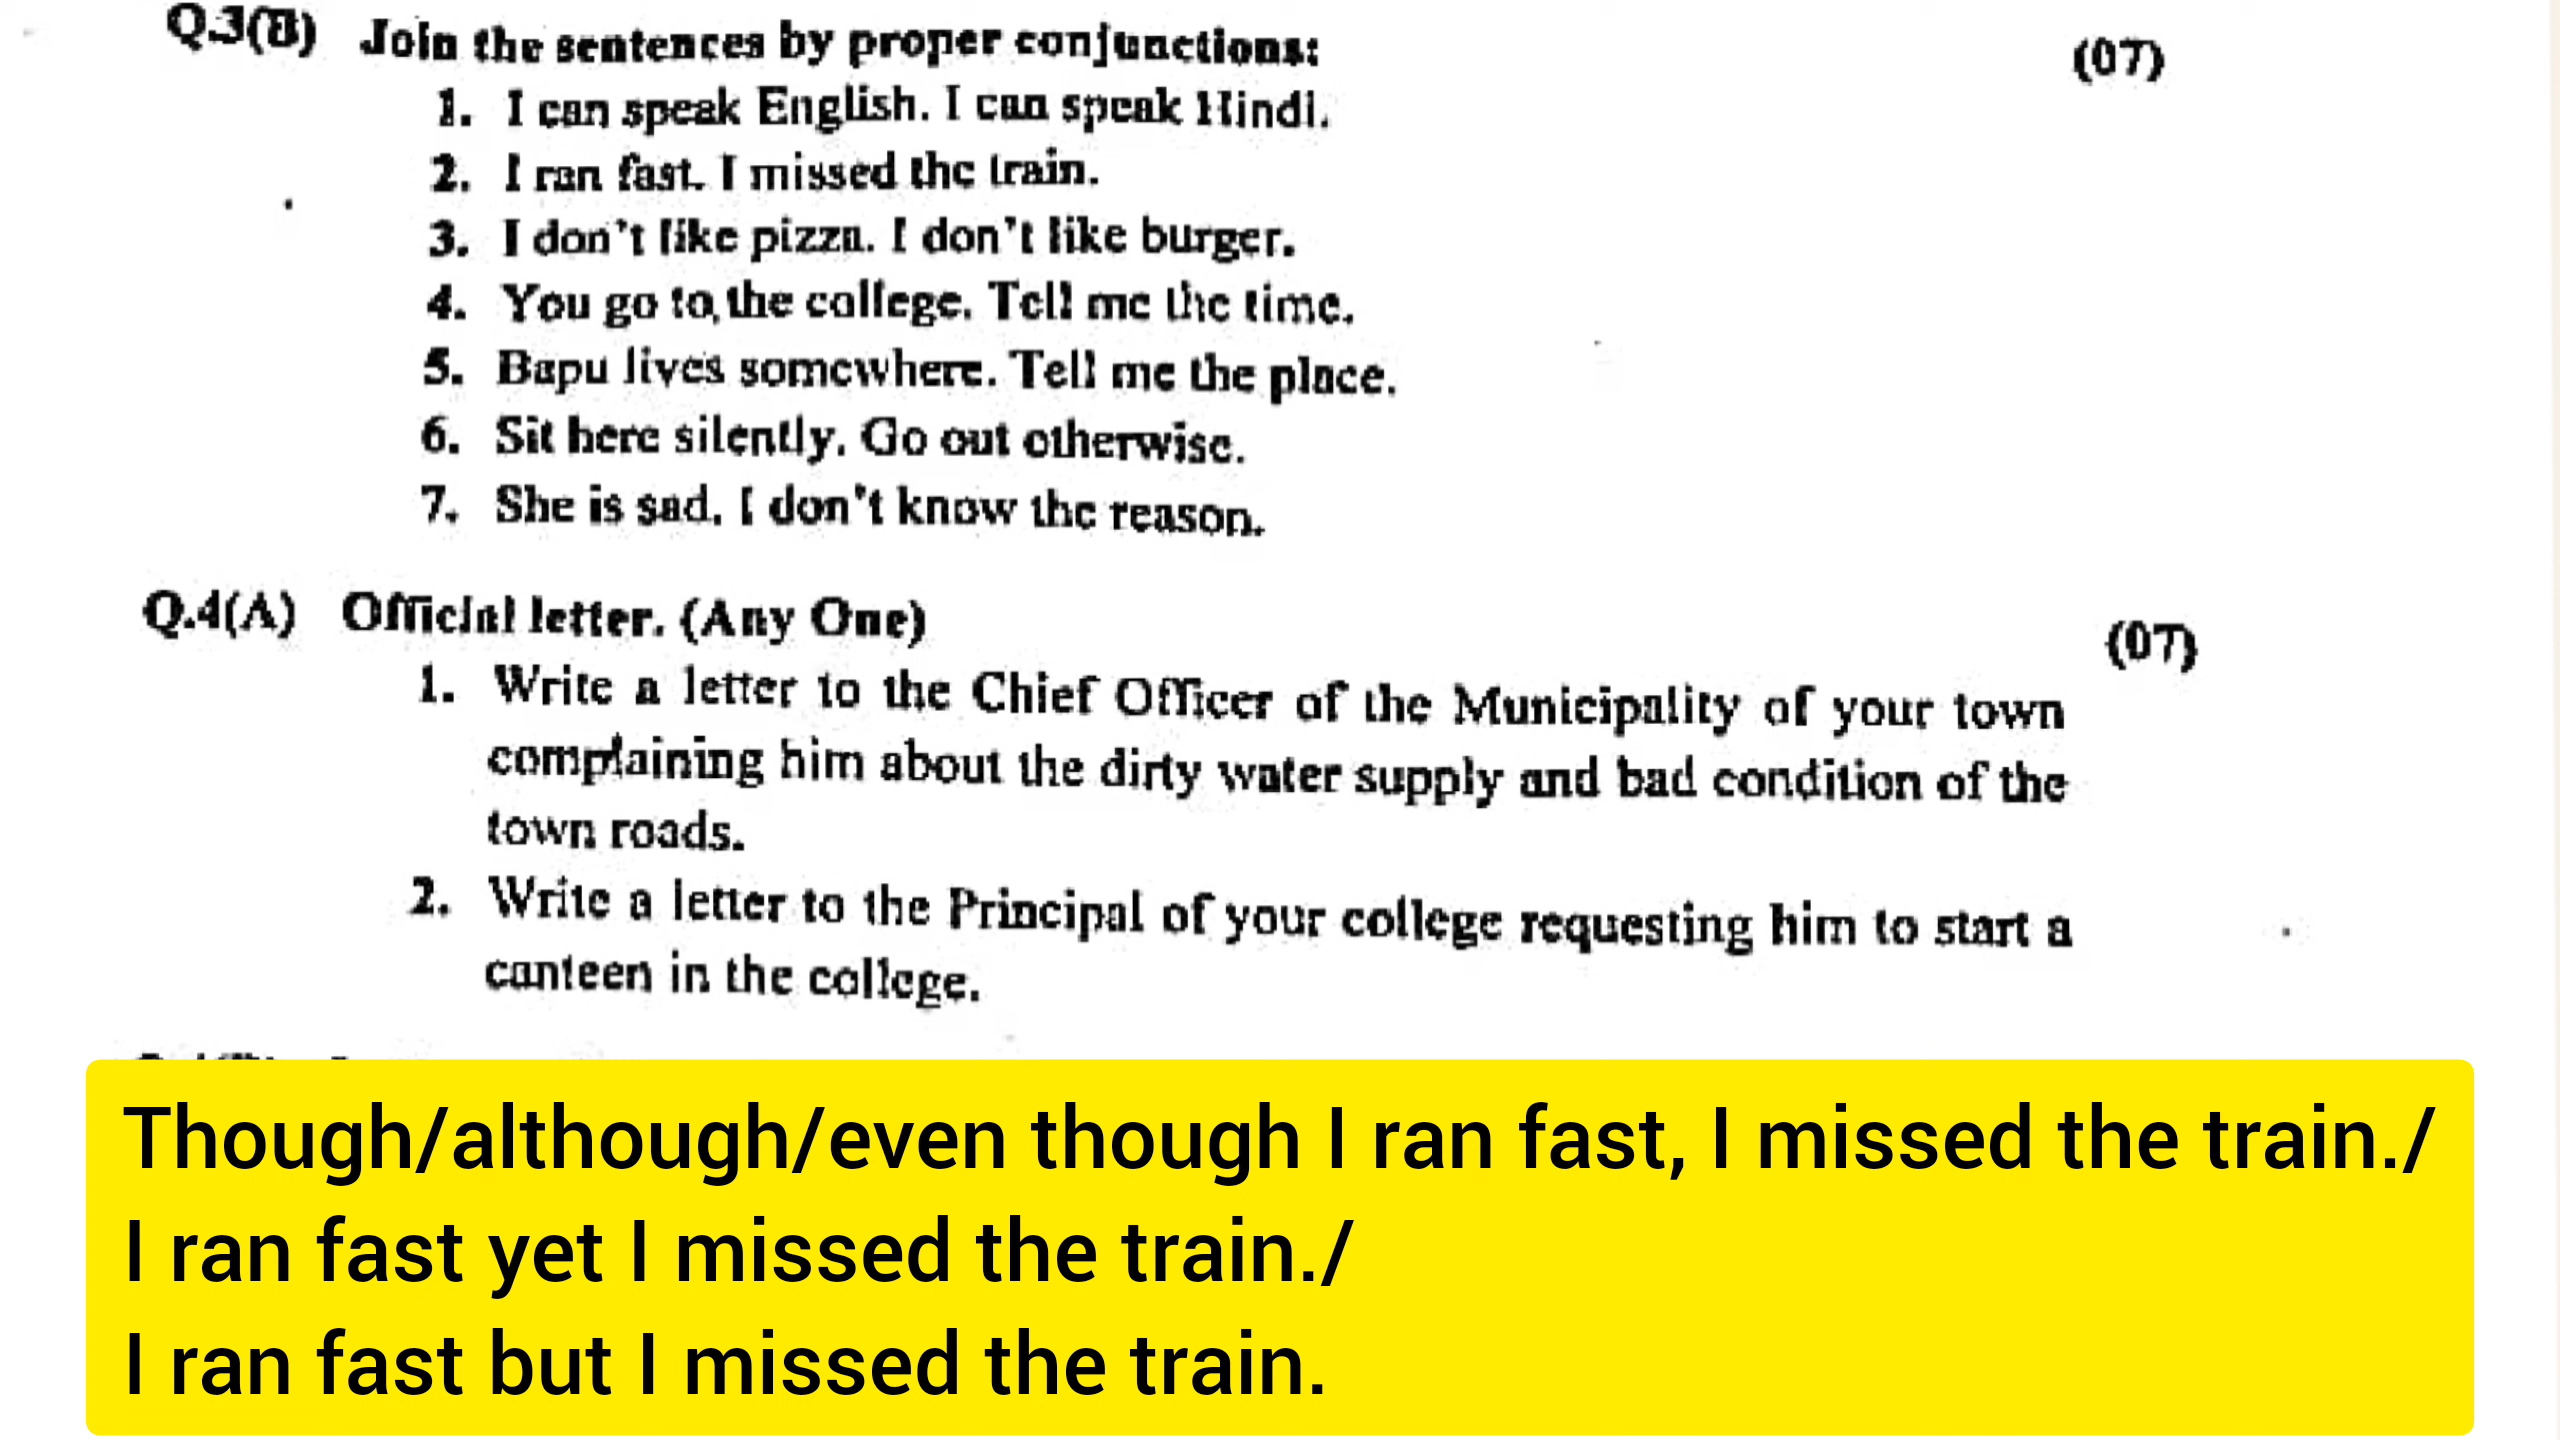 Q.3(B) Join the sentences by proper conjunctions: (07)
1. I can speak English. I can speak Hindi.
2. I ran fast. I missed the train.
3. I don't like pizza. I don't like burger.
4. You go to the college. Tell me the time.
5. Bapu lives somewhere. Tell me the place.
6. Sit here silently. Go out otherwise.
7. She is sad. I don't know the reason.
Q.4(A) Official letter. (Any One) (07)
1. Write a letter to the Chief Officer of the Municipality of your town
complaining him about the dirty water supply and bad condition of the
town roads.
2. Write a letter to the Principal of your college requesting him to start a
canteen in the college.
Though/although/even though I ran fast, I missed the train./
I ran fast yet I missed the train./
I ran fast but I missed the train.